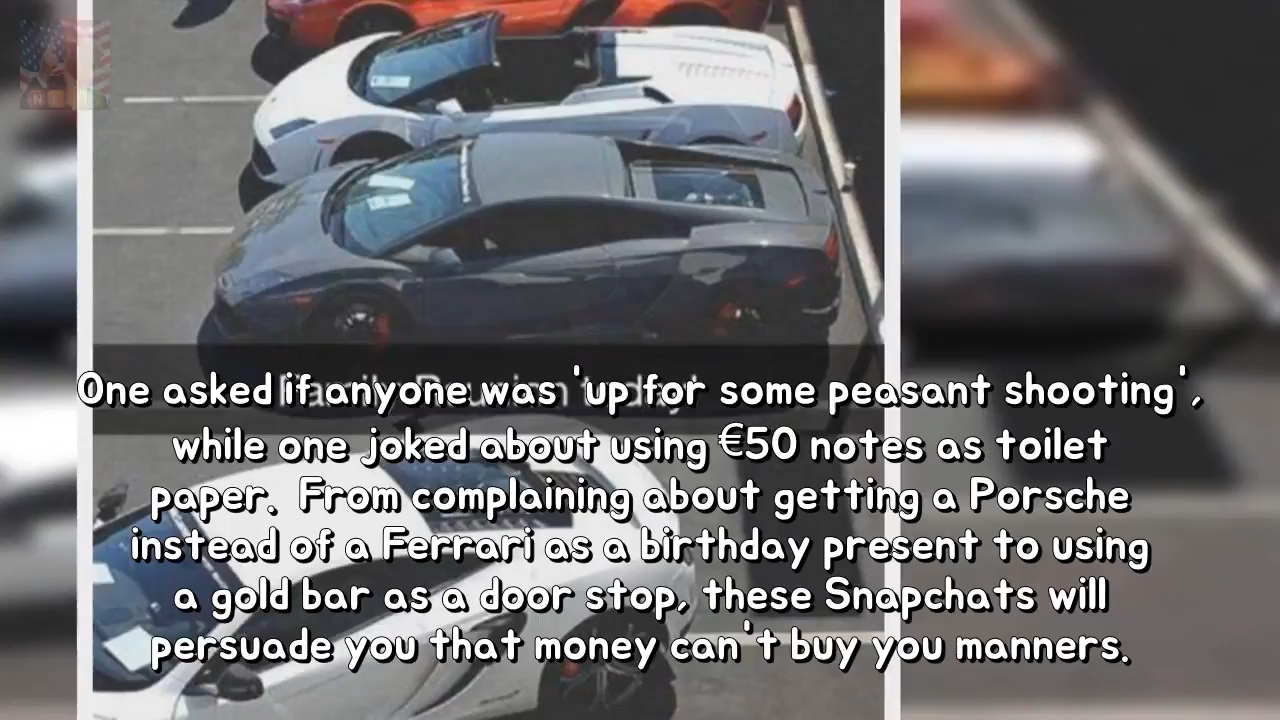 One asked if anyone was 'up for some peasant shooting',
while one joked about using €50 notes as toilet
paper. From complaining about getting a Porsche
instead of a Ferrari as a birthday present to using
a gold bar as a door stop, these Snapchats will
persuade you that money can't buy you manners.